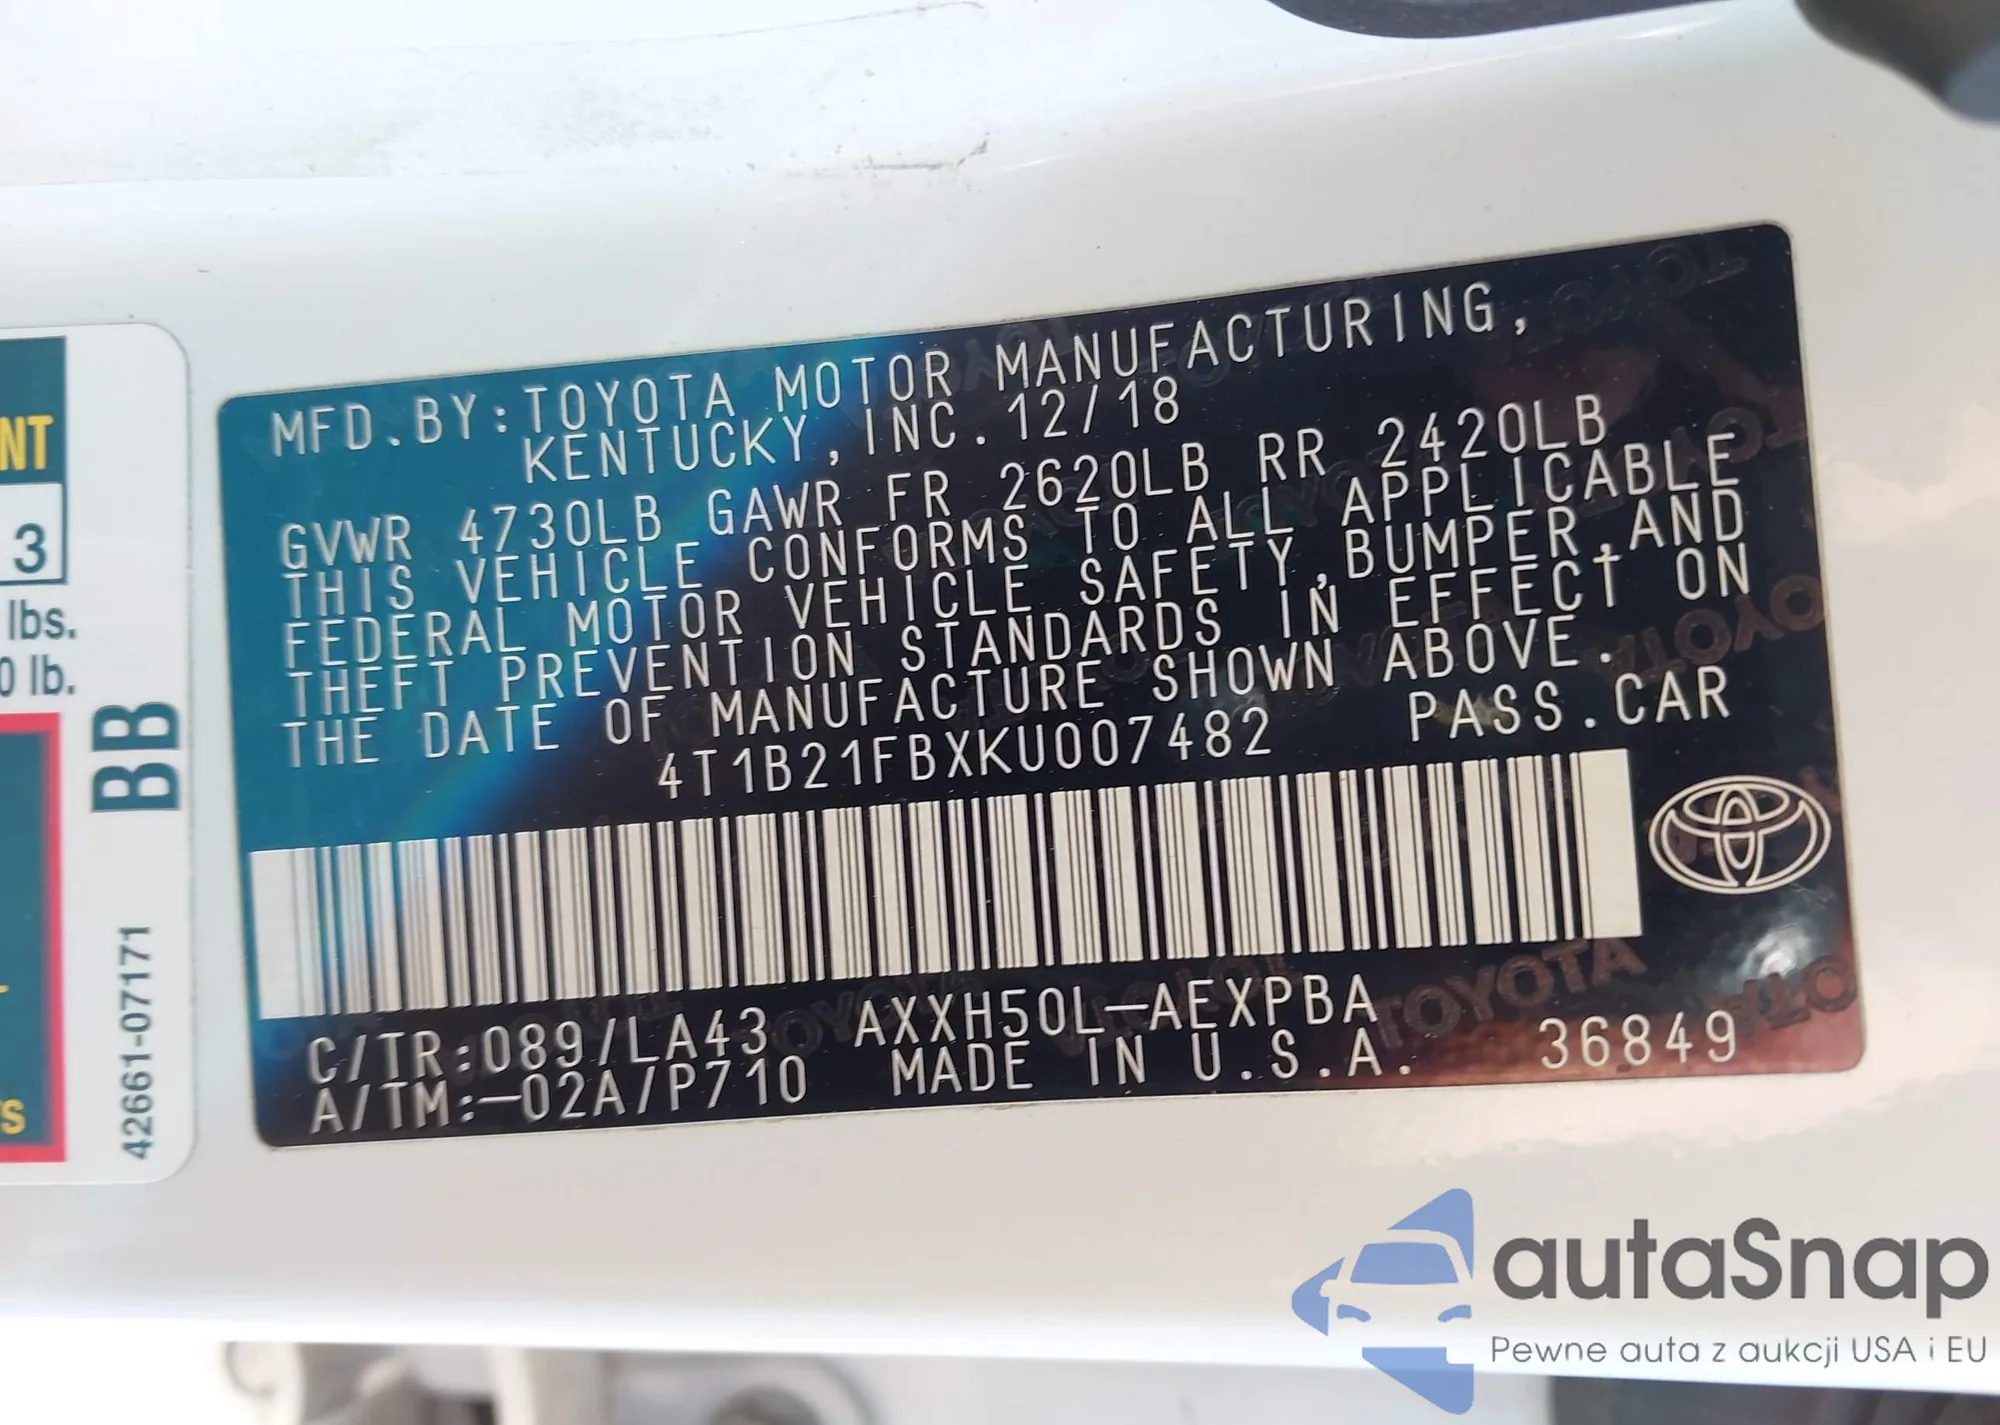 MFD.BY:TOYOTA MOTOR MANUFACTURING,
KENTUCKY,INC.12/18
GVWR 4730LB GAWR FR 2620LB RR 2420LB
THIS VEHICLE CONFORMS TO ALL APPLICABLE
FEDERAL MOTOR VEHICLE SAFETY,BUMPER,AND
THEFT PREVENTION STANDARDS IN EFFECT ON
THE DATE OF MANUFACTURE SHOWN ABOVE.
4T1B21FBXKU007482 PASS.CAR
C/TR:089/LA43 AXXH50L-AEXPBA
A/TM:-02A/P710 MADE IN U.S.A. 36849
NT
3
lbs.
0 lb.
BB
42661-07171
TOYOTA
autaSnap
Pewne auta z aukcji USA i EU